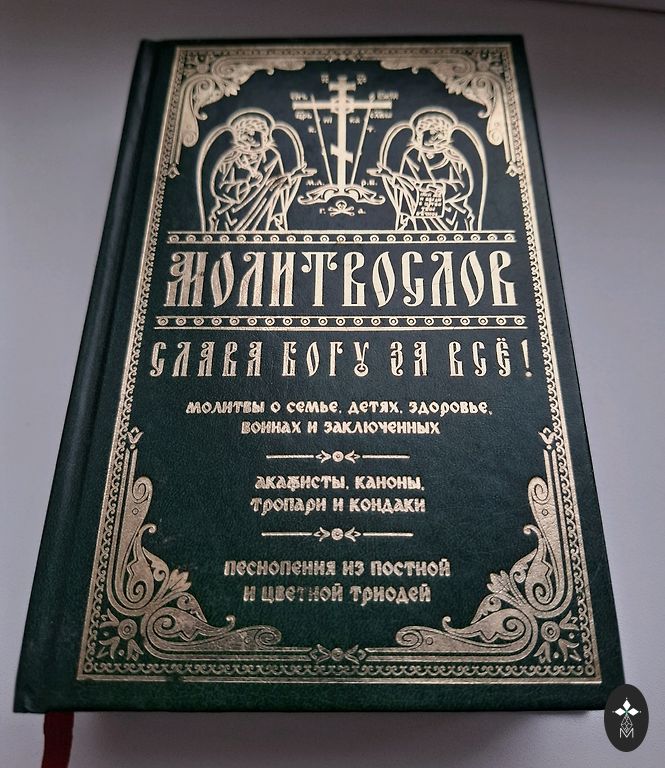 МОЛИТВОСЛОВ
СЛАВА БОГУ ЗА ВСЁ!
МОЛИТВЫ О СЕМЬЕ, ДЕТЯХ, ЗДОРОВЬЕ,
ВОИНАХ И ЗАКЛЮЧЕННЫХ
АКАФИСТЫ, КАНОНЫ,
ТРОПАРИ И КОНДАКИ
ПЕСНОПЕНИЯ ИЗ ПОСТНОЙ
И ЦВЕТНОЙ ТРИОДЕЙ